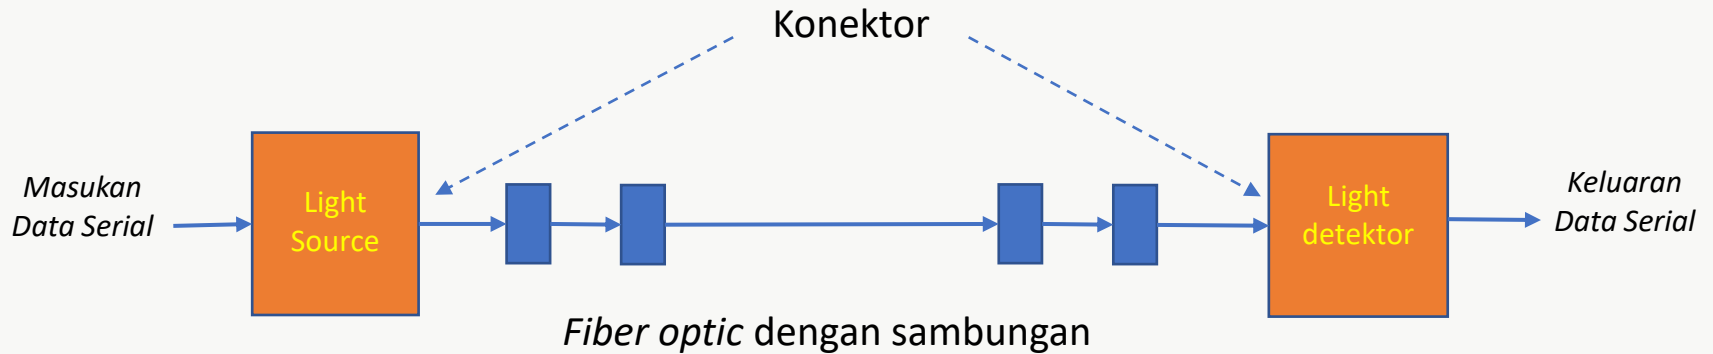 Konektor
Masukan
Data Serial
Light
Source
Light
detektor
Keluaran
Data Serial
Fiber optic dengan sambungan